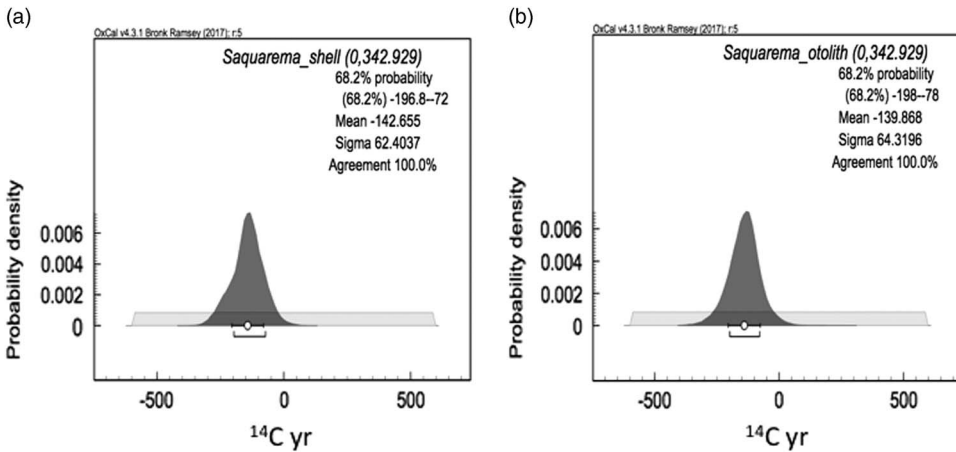 (a)
OxCal v4.3.1 Bronk Ramsey (2017); r:5
Saquarema_shell (0,342.929)
68.2% probability
(68.2%) -196.8--72
Mean -142.655
Sigma 62.4037
Agreement 100.0%
Probability density
0.006
0.004
0.002
0
-500 0 500
¹⁴C yr
(b)
OxCal v4.3.1 Bronk Ramsey (2017); r:5
Saquarema_otolith (0,342.929)
68.2% probability
(68.2%) -198--78
Mean -139.868
Sigma 64.3196
Agreement 100.0%
Probability density
0.006
0.004
0.002
0
-500 0 500
¹⁴C yr